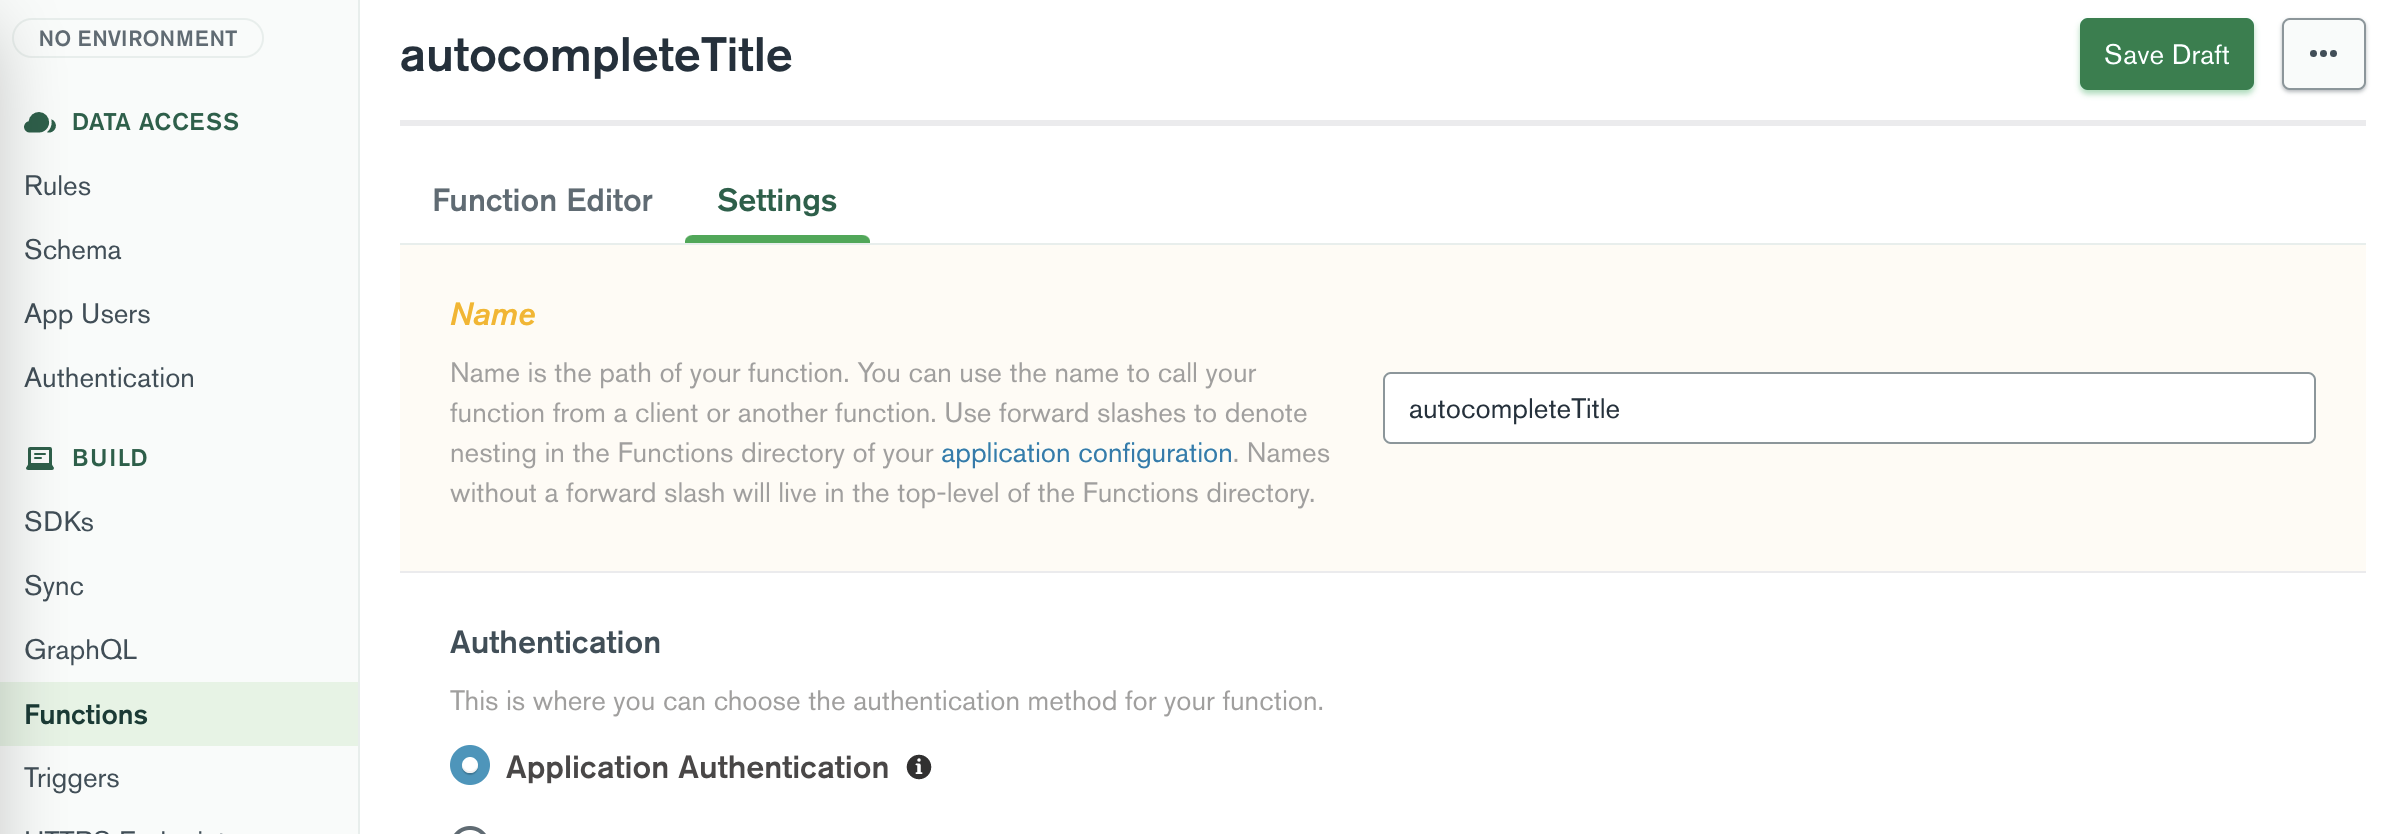 NO ENVIRONMENT
DATA ACCESS
Rules
Schema
App Users
Authentication
BUILD
SDKs
Sync
GraphQL
Functions
Triggers
autocompleteTitle
Save Draft
Function Editor
Settings
Name
Name is the path of your function. You can use the name to call your
function from a client or another function. Use forward slashes to denote
nesting in the Functions directory of your application configuration. Names
without a forward slash will live in the top-level of the Functions directory.
autocompleteTitle
Authentication
This is where you can choose the authentication method for your function.
Application Authentication